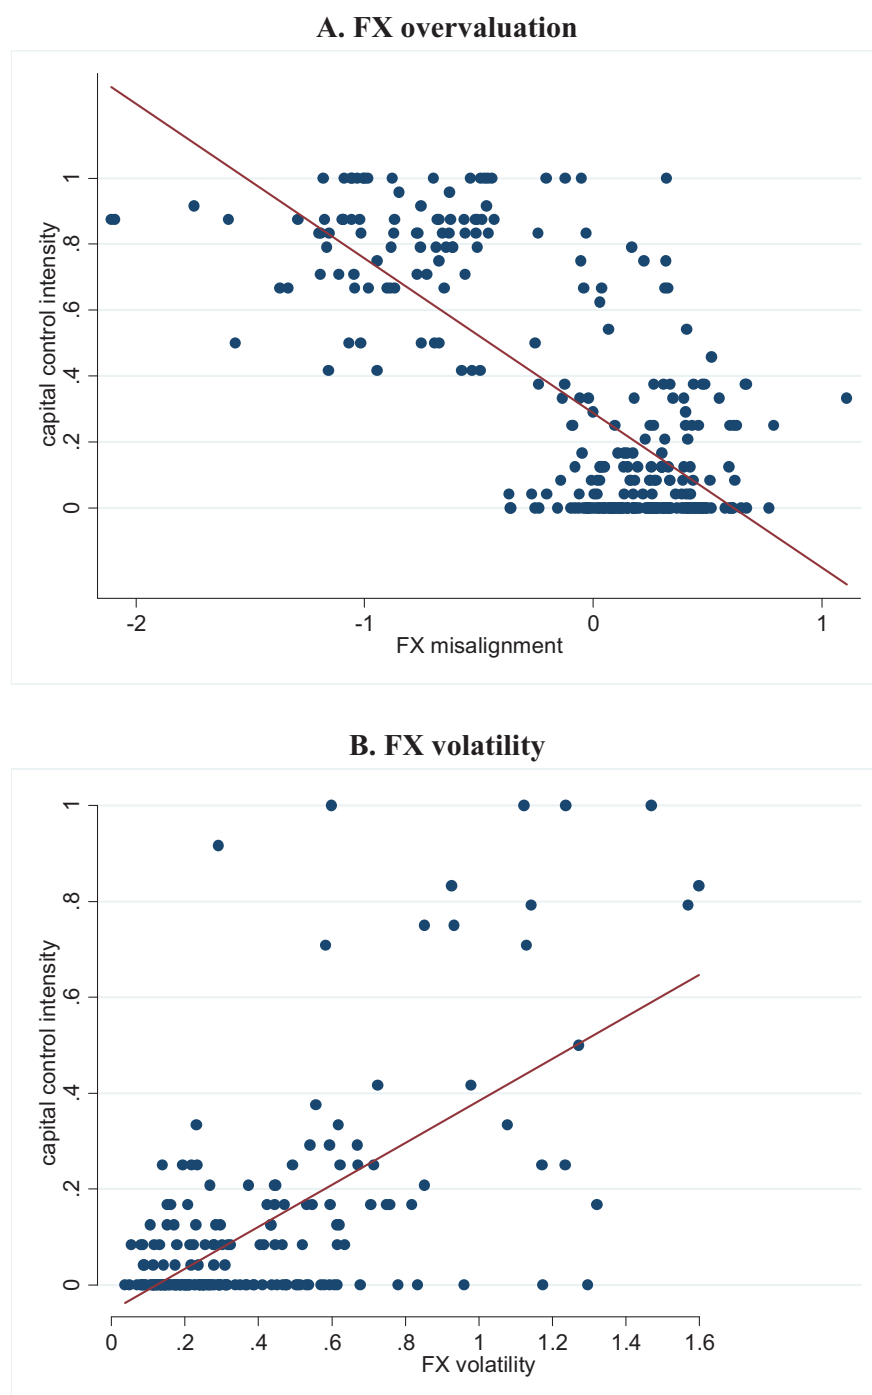 A. FX overvaluation
capital control intensity
1
.8
.6
.4
.2
0
-2 -1 0 1
FX misalignment
B. FX volatility
capital control intensity
1
.8
.6
.4
.2
0
0 .2 .4 .6 .8 1 1.2 1.4 1.6
FX volatility